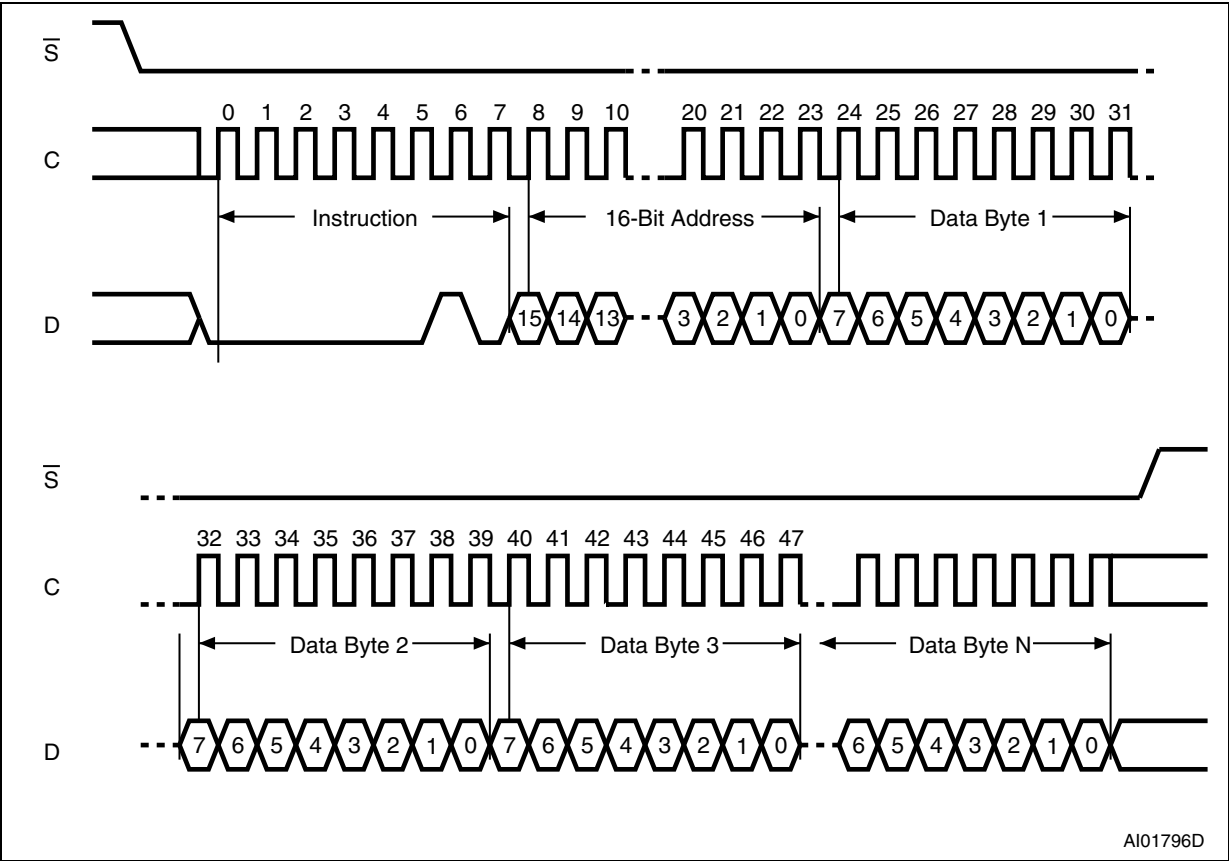 S̅
0 1 2 3 4 5 6 7 8 9 10 20 21 22 23 24 25 26 27 28 29 30 31
C
Instruction 16-Bit Address Data Byte 1
D 15 14 13 3 2 1 0 7 6 5 4 3 2 1 0
S̅
32 33 34 35 36 37 38 39 40 41 42 43 44 45 46 47
C
Data Byte 2 Data Byte 3 Data Byte N
D 7 6 5 4 3 2 1 0 7 6 5 4 3 2 1 0 6 5 4 3 2 1 0
AI01796D